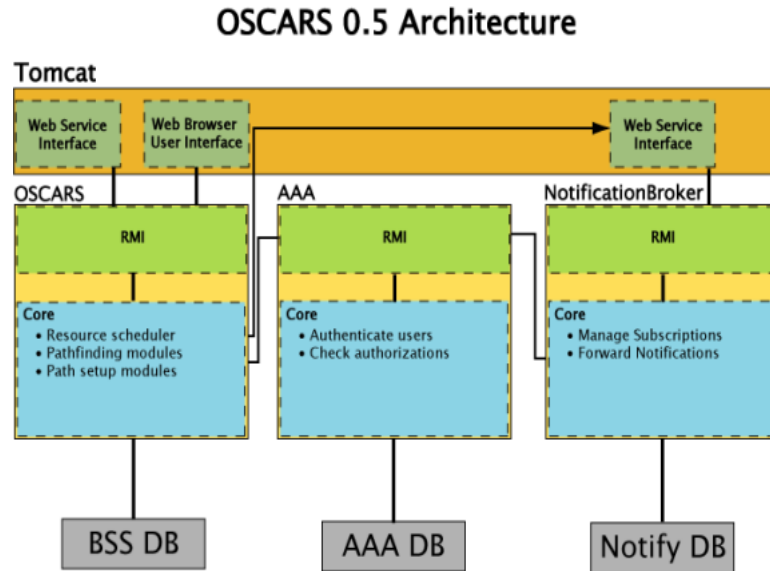 OSCARS 0.5 Architecture
Tomcat
Web Service
Interface
Web Browser
User Interface
Web Service
Interface
OSCARS
AAA
NotificationBroker
RMI
RMI
RMI
Core
• Resource scheduler
• Pathfinding modules
• Path setup modules
Core
• Authenticate users
• Check authorizations
Core
• Manage Subscriptions
• Forward Notifications
BSS DB
AAA DB
Notify DB